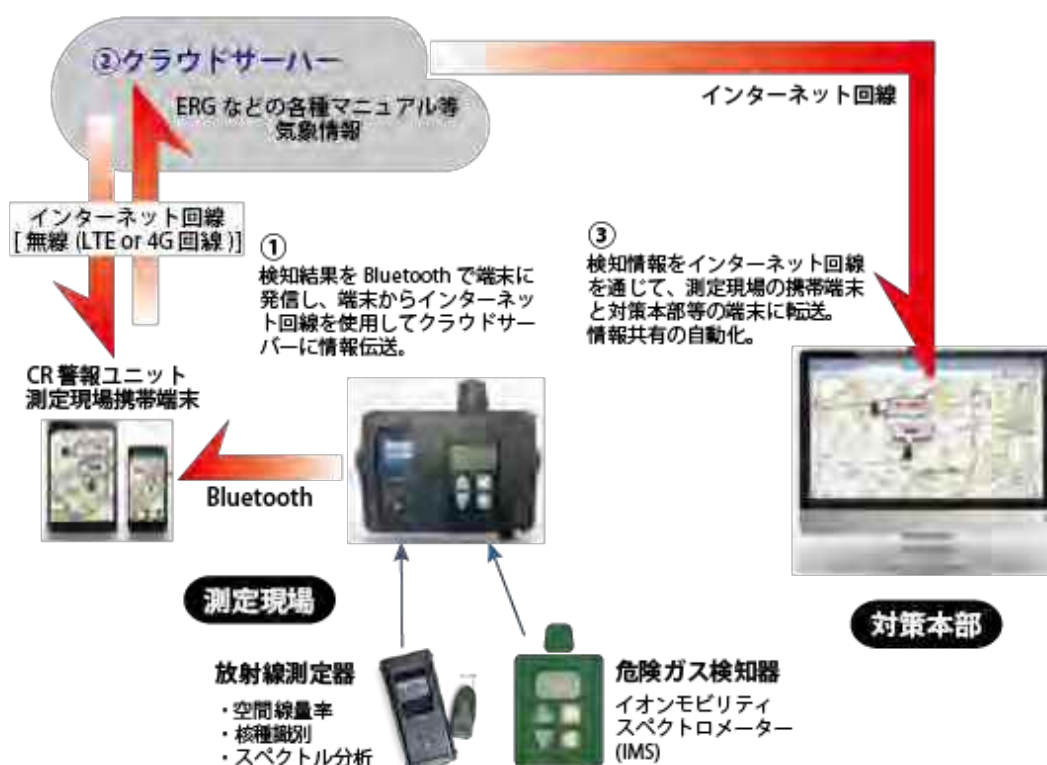 ②クラウドサーバー
ERG などの各種マニュアル等
気象情報
インターネット回線
インターネット回線
[ 無線 (LTE or 4G 回線 )]
①
検知結果を Bluetooth で端末に
発信し、端末からインターネッ
ト回線を使用してクラウドサー
バーに情報伝送。
③
検知情報をインターネット回線
を通じて、測定現場の携帯端末
と対策本部等の端末に転送。
情報共有の自動化。
CR 警報ユニット
測定現場携帯端末
Bluetooth
測定現場
対策本部
放射線測定器
・空間線量率
・核種識別
・スペクトル分析
危険ガス検知器
イオンモビリティ
スペクトロメーター
(IMS)